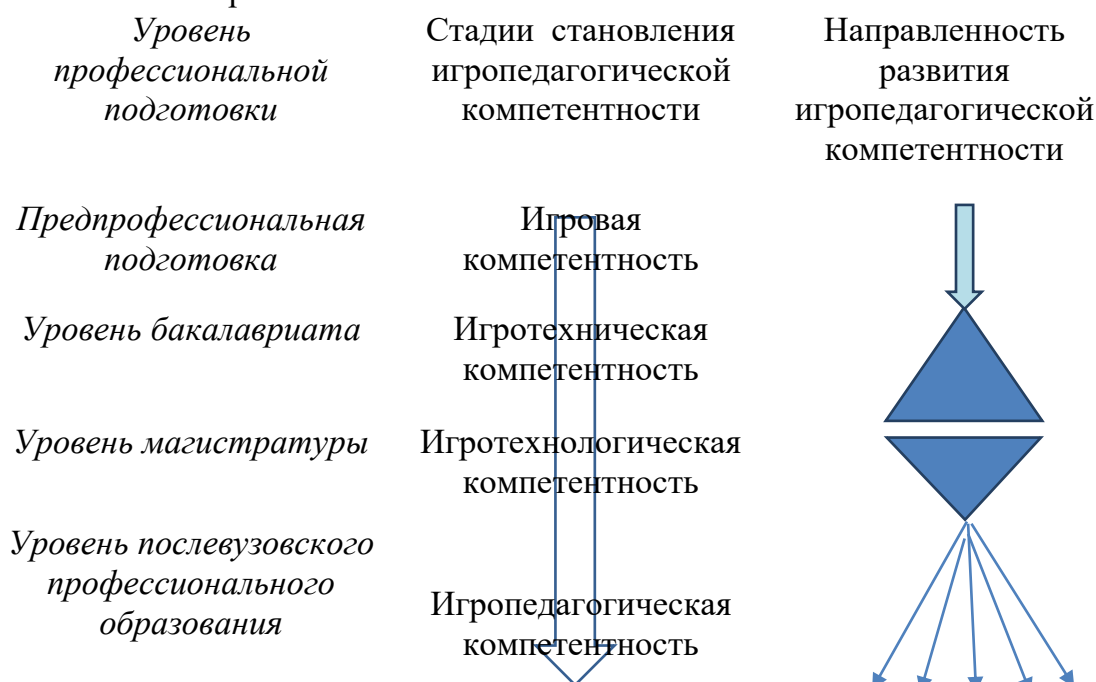 Уровень
профессиональной
подготовки
Стадии становления
игропедагогической
компетентности
Направленность
развития
игропедагогической
компетентности
Предпрофессиональная
подготовка
Игровая
компетентность
Уровень бакалавриата
Игротехническая
компетентность
Уровень магистратуры
Игротехнологическая
компетентность
Уровень послевузовского
профессионального
образования
Игропедагогическая
компетентность